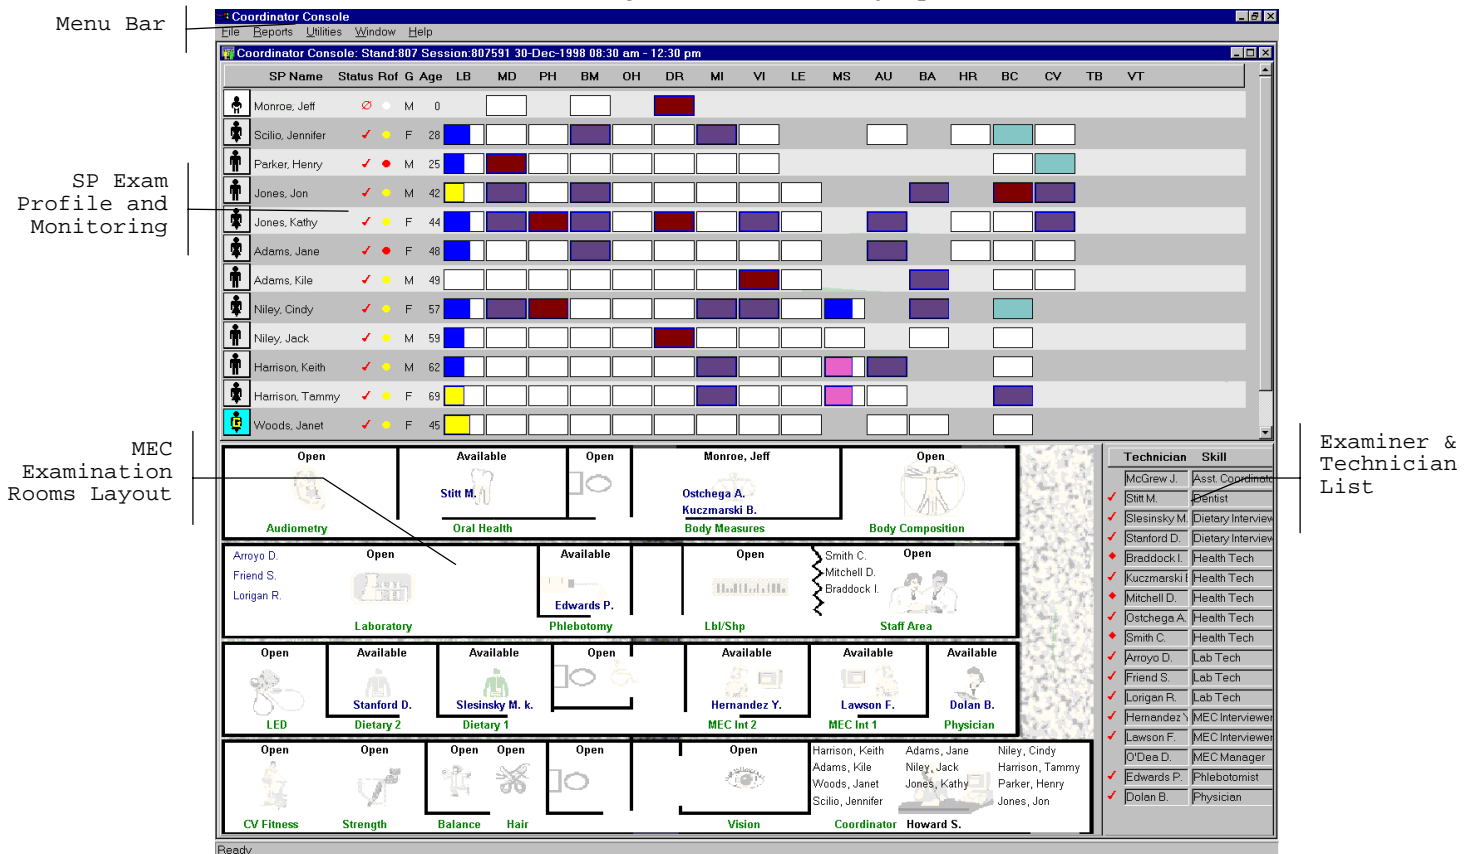 Menu Bar
SP Exam
Profile and
Monitoring
MEC
Examination
Rooms Layout
Examiner &
Technician
List
Coordinator Console
File Reports Utilities Window Help
Coordinator Console: Stand:807 Session:807591 30-Dec-1998 08:30 am - 12:30 pm
SP Name Status Rof G Age LB MD PH BM OH DR MI VI LE MS AU BA HR BC CV TB VT
Monroe, Jeff M 0
Scilio, Jennifer F 28
Parker, Henry M 25
Jones, Jon M 42
Jones, Kathy F 44
Adams, Jane F 48
Adams, Kile M 49
Niley, Cindy F 57
Niley, Jack M 59
Harrison, Keith M 62
Harrison, Tammy F 69
G
Woods, Janet F 45
Open Available Open Monroe, Jeff Open
Stitt M. Ostchega A.
Kuczmarski B.
Audiometry Oral Health Body Measures Body Composition
Arroyo D. Open Available Open Smith C. Open
Friend S. Mitchell D.
Lorigan R. Edwards P. Braddock I.
Laboratory Phlebotomy Lbl/Shp Staff Area
Open Available Available Open Available Available Available
Stanford D. Slesinsky M. k. Hernandez Y. Lawson F. Dolan B.
LED Dietary 2 Dietary 1 MEC Int 2 MEC Int 1 Physician
Open Open Open Open Open Open Harrison, Keith Adams, Jane Niley, Cindy
Adams, Kile Niley, Jack Harrison, Tammy
Woods, Janet Jones, Kathy Parker, Henry
Scilio, Jennifer Jones, Jon
CV Fitness Strength Balance Hair Vision Coordinator Howard S.
Technician Skill
McGrew J. Asst. Coordinato
Stitt M. Dentist
Slesinsky M. Dietary Interview
Stanford D. Dietary Interview
Braddock I. Health Tech
Kuczmarski B Health Tech
Mitchell D. Health Tech
Ostchega A. Health Tech
Smith C. Health Tech
Arroyo D. Lab Tech
Friend S. Lab Tech
Lorigan R. Lab Tech
Hernandez Y MEC Interviewer
Lawson F. MEC Interviewer
O'Dea D. MEC Manager
Edwards P. Phlebotomist
Dolan B. Physician
Ready